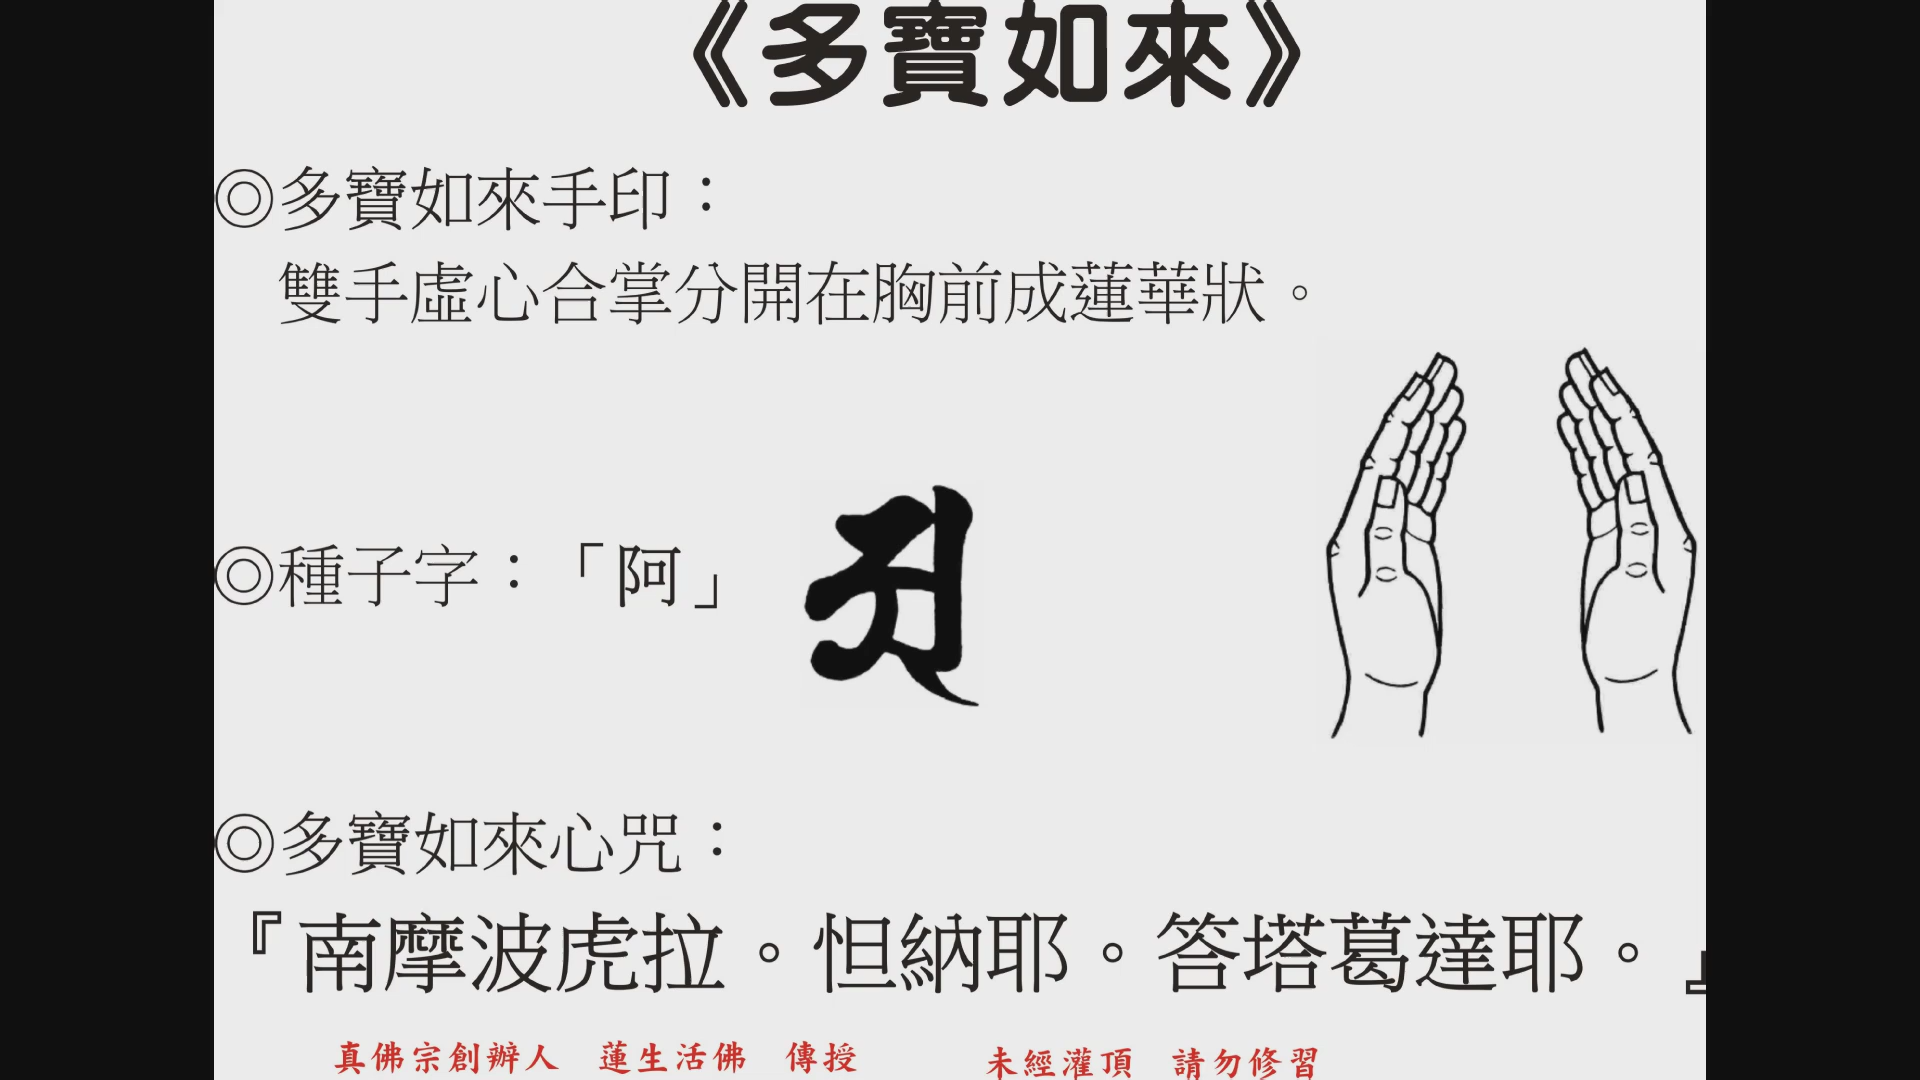 《多寶如來》
◎多寶如來手印：
雙手虛心合掌分開在胸前成蓮華狀。
◎種子字：「阿」
◎多寶如來心咒：
『南摩波虎拉。怛納耶。答塔葛達耶。』
真佛宗創辦人 蓮生活佛 傳授 未經灌頂 請勿修習